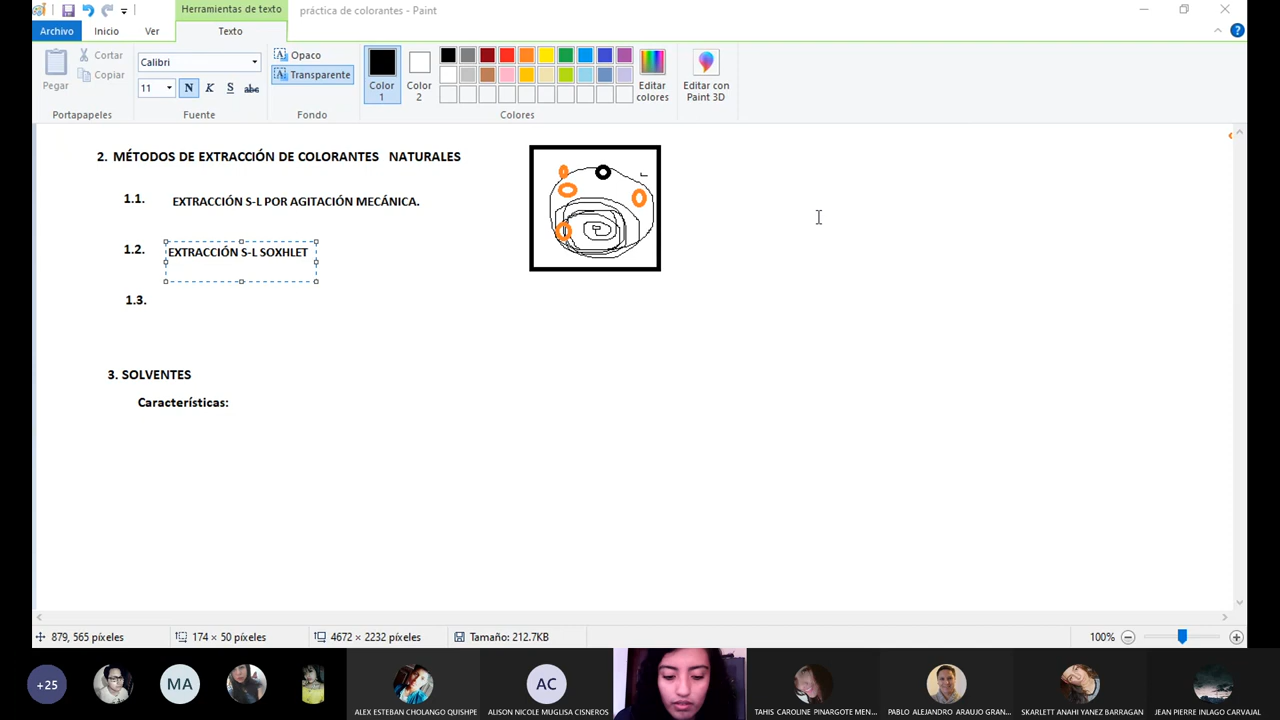 Herramientas de texto
práctica de colorantes - Paint
Archivo
Inicio
Ver
Texto
Pegar
Cortar
Copiar
Portapapeles
Calibri
11
N
K
S
abc
Fuente
Opaco
Transparente
Fondo
Color
1
Color
2
Editar
colores
Colores
Editar con
Paint 3D
2. MÉTODOS DE EXTRACCIÓN DE COLORANTES NATURALES
1.1. EXTRACCIÓN S-L POR AGITACIÓN MECÁNICA.
1.2. EXTRACCIÓN S-L SOXHLET
1.3.
3. SOLVENTES
Características:
879, 565 píxeles
174 × 50 píxeles
4672 × 2232 píxeles
Tamaño: 212.7KB
100%
+25
MA
ALEX ESTEBAN CHOLANGO QUISHPE
AC
ALISON NICOLE MUGLISA CISNEROS
TAHIS CAROLINE PINARGOTE MEN...
PABLO ALEJANDRO ARAUJO GRAN...
SKARLETT ANAHI YANEZ BARRAGAN
JEAN PIERRE INLAGO CARVAJAL